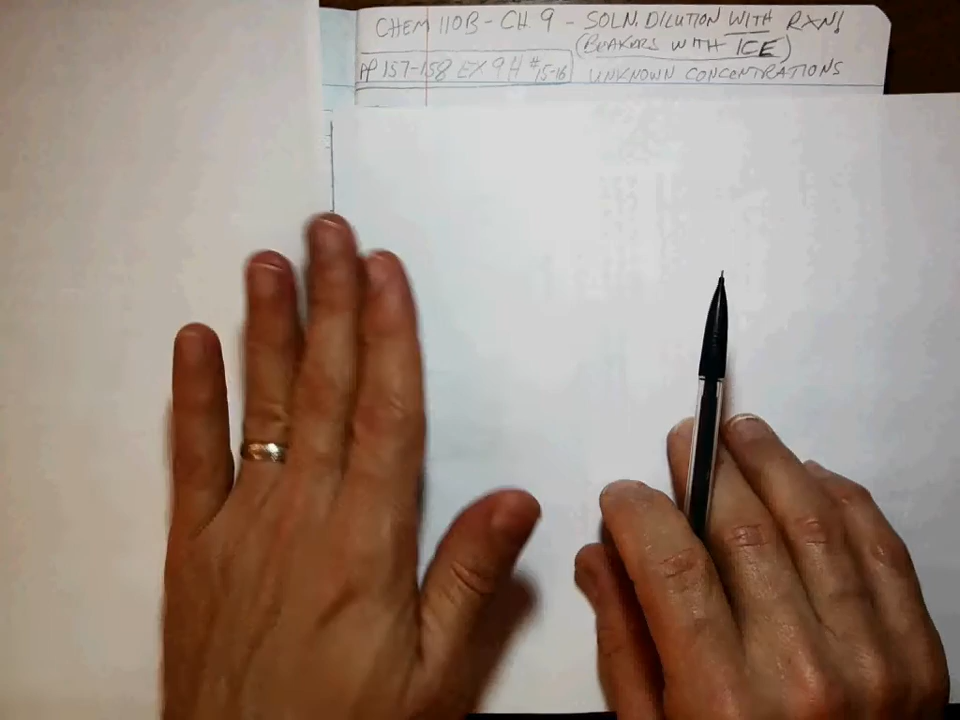 CHEM 110B - CH. 9 - SOLN. DILUTION WITH RXN!
(BEAKERS WITH ICE)
PP 157-158 EX 9H #15-16 UNKNOWN CONCENTRATIONS